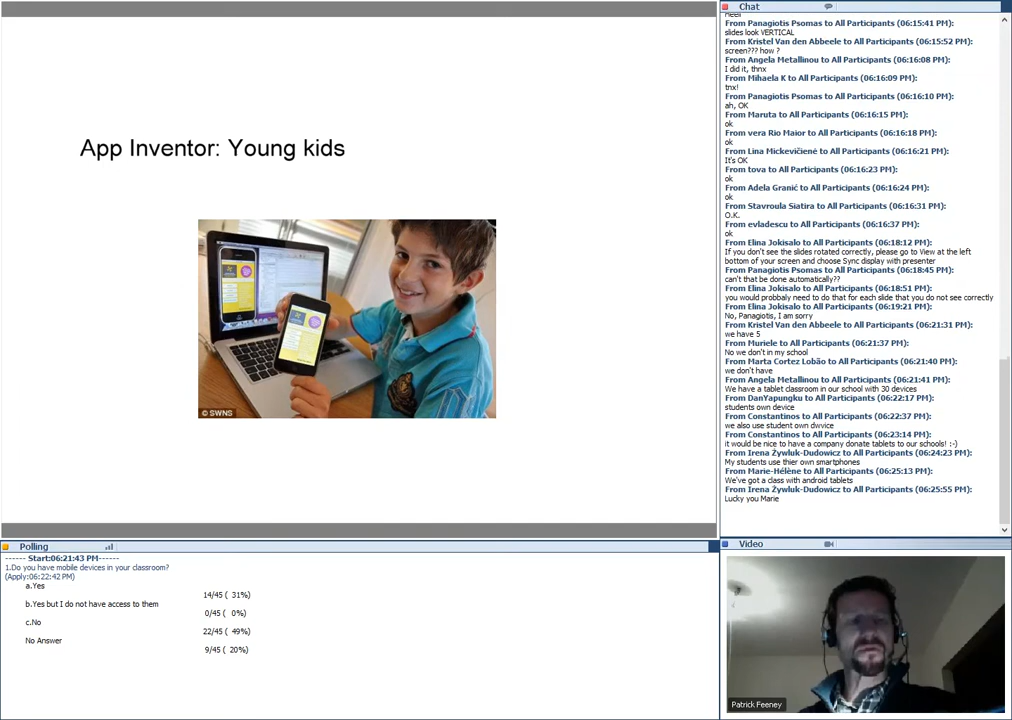 App Inventor: Young kids
© SWNS
Polling
------ Start:06:21:43 PM------
1.Do you have mobile devices in your classroom?
(Apply:06:22:42 PM)
a.Yes
14/45 ( 31%)
b.Yes but I do not have access to them
0/45 ( 0%)
c.No
22/45 ( 49%)
No Answer
9/45 ( 20%)
Chat
From Panagiotis Psomas to All Participants (06:15:41 PM):
slides look VERTICAL
From Kristel Van den Abbeele to All Participants (06:15:52 PM):
screen??? how ?
From Angela Metallinou to All Participants (06:16:08 PM):
I did it, thnx
From Mihaela K to All Participants (06:16:09 PM):
tnx!
From Panagiotis Psomas to All Participants (06:16:10 PM):
ah, OK
From Maruta to All Participants (06:16:15 PM):
ok
From vera Rio Maior to All Participants (06:16:18 PM):
ok
From Lina Mickevičienė to All Participants (06:16:21 PM):
It's OK
From tova to All Participants (06:16:23 PM):
ok
From Adela Granić to All Participants (06:16:24 PM):
ok
From Stavroula Siatira to All Participants (06:16:31 PM):
O.K.
From evladescu to All Participants (06:16:37 PM):
ok
From Elina Jokisalo to All Participants (06:18:12 PM):
If you don't see the slides rotated correctly, please go to View at the left
bottom of your screen and choose Sync display with presenter
From Panagiotis Psomas to All Participants (06:18:45 PM):
can't that be done automatically??
From Elina Jokisalo to All Participants (06:18:51 PM):
you would probbaly need to do that for each slide that you do not see correctly
From Elina Jokisalo to All Participants (06:19:21 PM):
No, Panagiotis, I am sorry
From Kristel Van den Abbeele to All Participants (06:21:31 PM):
we have 5
From Muriele to All Participants (06:21:37 PM):
No we don't in my school
From Marta Cortez Lobão to All Participants (06:21:40 PM):
we don't have
From Angela Metallinou to All Participants (06:21:41 PM):
We have a tablet classroom in our school with 30 devices
From DanYapungku to All Participants (06:22:17 PM):
students own device
From Constantinos to All Participants (06:22:37 PM):
we also use student own dwvice
From Constantinos to All Participants (06:23:14 PM):
it would be nice to have a company donate tablets to our schools! :-)
From Irena Żywluk-Dudowicz to All Participants (06:24:23 PM):
My students use thier own smartphones
From Marie-Hélène to All Participants (06:25:13 PM):
We've got a class with android tablets
From Irena Żywluk-Dudowicz to All Participants (06:25:55 PM):
Lucky you Marie
Video
Patrick Feeney